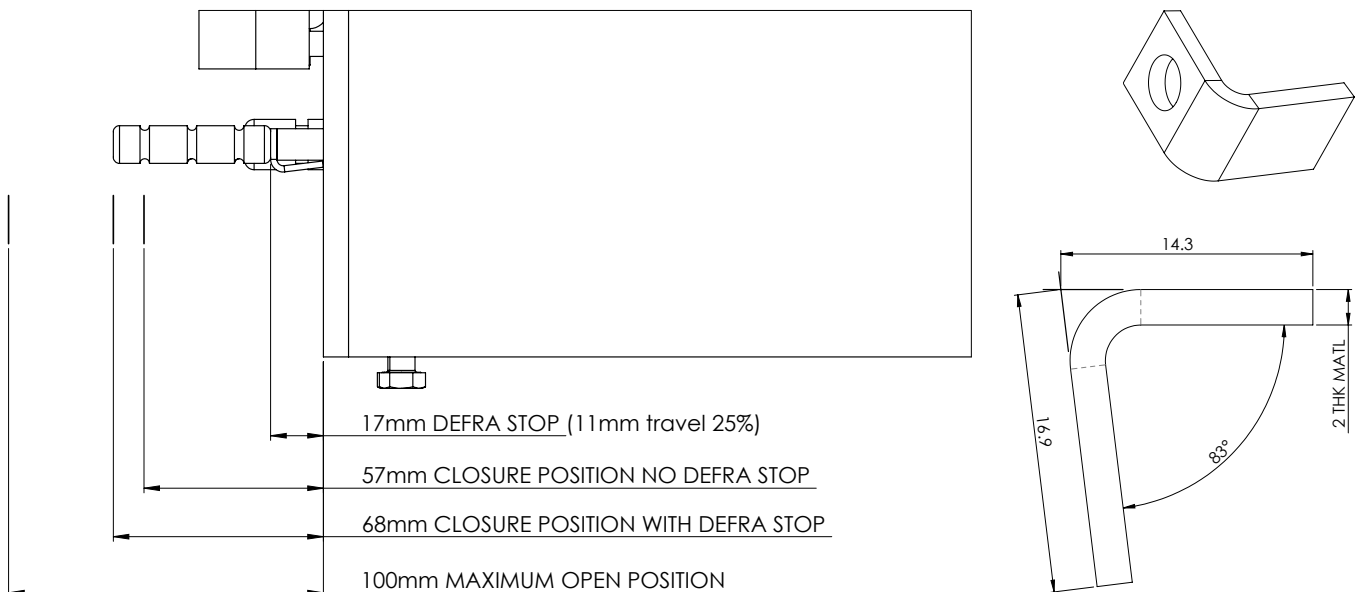 14.3
2 THK MATL
16.9
83°
17mm DEFRA STOP (11mm travel 25%)
57mm CLOSURE POSITION NO DEFRA STOP
68mm CLOSURE POSITION WITH DEFRA STOP
100mm MAXIMUM OPEN POSITION